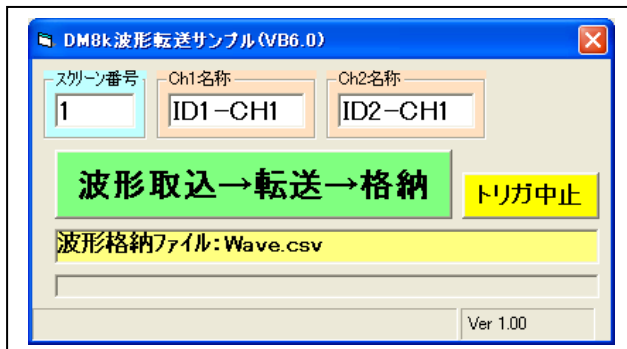 DM8k波形転送サンプル(VB6.0)
スクリーン番号 Ch1名称 Ch2名称
1 ID1-CH1 ID2-CH1
波形取込→転送→格納 トリガ中止
波形格納ファイル:Wave.csv
Ver 1.00